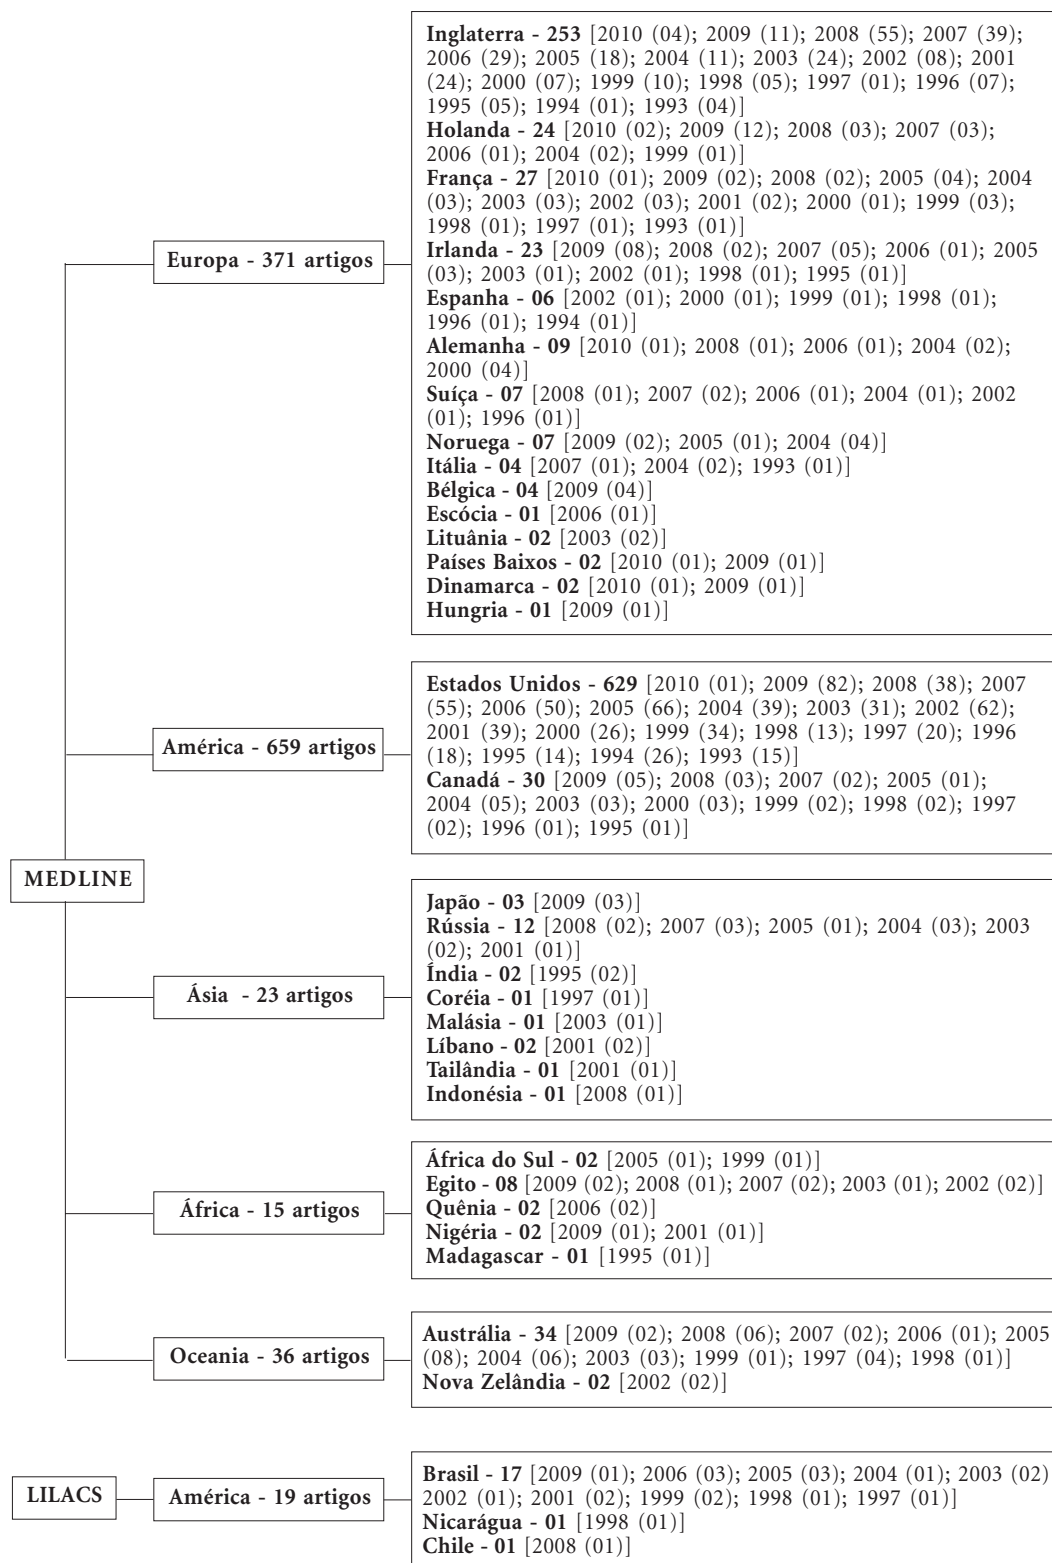 Inglaterra - 253 [2010 (04); 2009 (11); 2008 (55); 2007 (39);
2006 (29); 2005 (18); 2004 (11); 2003 (24); 2002 (08); 2001
(24); 2000 (07); 1999 (10); 1998 (05); 1997 (01); 1996 (07);
1995 (05); 1994 (01); 1993 (04)]
Holanda - 24 [2010 (02); 2009 (12); 2008 (03); 2007 (03);
2006 (01); 2004 (02); 1999 (01)]
França - 27 [2010 (01); 2009 (02); 2008 (02); 2005 (04); 2004
(03); 2003 (03); 2002 (03); 2001 (02); 2000 (01); 1999 (03);
1998 (01); 1997 (01); 1993 (01)]
Europa - 371 artigos
Irlanda - 23 [2009 (08); 2008 (02); 2007 (05); 2006 (01); 2005
(03); 2003 (01); 2002 (01); 1998 (01); 1995 (01)]
Espanha - 06 [2002 (01); 2000 (01); 1999 (01); 1998 (01);
1996 (01); 1994 (01)]
Alemanha - 09 [2010 (01); 2008 (01); 2006 (01); 2004 (02);
2000 (04)]
Suíça - 07 [2008 (01); 2007 (02); 2006 (01); 2004 (01); 2002
(01); 1996 (01)]
Noruega - 07 [2009 (02); 2005 (01); 2004 (04)]
Itália - 04 [2007 (01); 2004 (02); 1993 (01)]
Bélgica - 04 [2009 (04)]
Escócia - 01 [2006 (01)]
Lituânia - 02 [2003 (02)]
Países Baixos - 02 [2010 (01); 2009 (01)]
Dinamarca - 02 [2010 (01); 2009 (01)]
Hungria - 01 [2009 (01)]
América - 659 artigos
Estados Unidos - 629 [2010 (01); 2009 (82); 2008 (38); 2007
(55); 2006 (50); 2005 (66); 2004 (39); 2003 (31); 2002 (62);
2001 (39); 2000 (26); 1999 (34); 1998 (13); 1997 (20); 1996
(18); 1995 (14); 1994 (26); 1993 (15)]
Canadá - 30 [2009 (05); 2008 (03); 2007 (02); 2005 (01);
2004 (05); 2003 (03); 2000 (03); 1999 (02); 1998 (02); 1997
(02); 1996 (01); 1995 (01)]
MEDLINE
Ásia - 23 artigos
Japão - 03 [2009 (03)]
Rússia - 12 [2008 (02); 2007 (03); 2005 (01); 2004 (03); 2003
(02); 2001 (01)]
Índia - 02 [1995 (02)]
Coréia - 01 [1997 (01)]
Malásia - 01 [2003 (01)]
Líbano - 02 [2001 (02)]
Tailândia - 01 [2001 (01)]
Indonésia - 01 [2008 (01)]
África - 15 artigos
África do Sul - 02 [2005 (01); 1999 (01)]
Egito - 08 [2009 (02); 2008 (01); 2007 (02); 2003 (01); 2002 (02)]
Quênia - 02 [2006 (02)]
Nigéria - 02 [2009 (01); 2001 (01)]
Madagascar - 01 [1995 (01)]
Oceania - 36 artigos
Austrália - 34 [2009 (02); 2008 (06); 2007 (02); 2006 (01); 2005
(08); 2004 (06); 2003 (03); 1999 (01); 1997 (04); 1998 (01)]
Nova Zelândia - 02 [2002 (02)]
LILACS
América - 19 artigos
Brasil - 17 [2009 (01); 2006 (03); 2005 (03); 2004 (01); 2003 (02)
2002 (01); 2001 (02); 1999 (02); 1998 (01); 1997 (01)]
Nicarágua - 01 [1998 (01)]
Chile - 01 [2008 (01)]